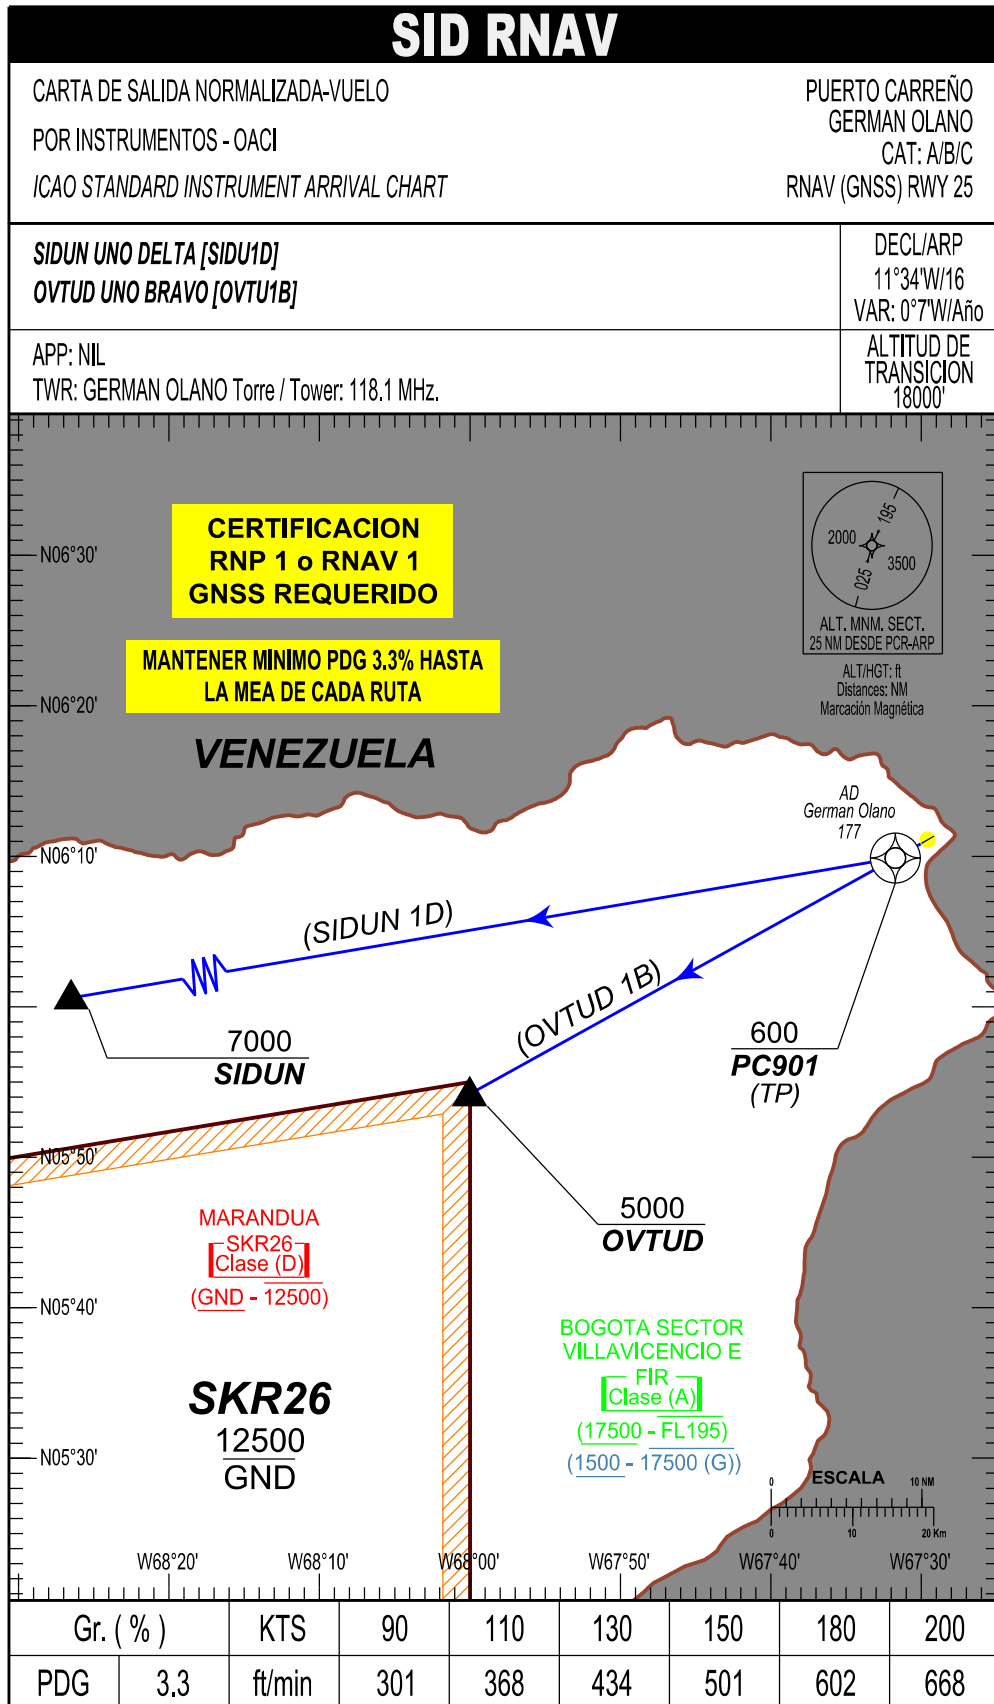 SID RNAV
CARTA DE SALIDA NORMALIZADA-VUELO
POR INSTRUMENTOS - OACI
ICAO STANDARD INSTRUMENT ARRIVAL CHART
PUERTO CARREÑO
GERMAN OLANO
CAT: A/B/C
RNAV (GNSS) RWY 25
SIDUN UNO DELTA [SIDU1D]
OVTUD UNO BRAVO [OVTU1B]
DECL/ARP
11°34'W/16
VAR: 0°7'W/Año
APP: NIL
TWR: GERMAN OLANO Torre / Tower: 118.1 MHz.
ALTITUD DE
TRANSICION
18000'
CERTIFICACION
RNP 1 o RNAV 1
GNSS REQUERIDO
MANTENER MINIMO PDG 3.3% HASTA
LA MEA DE CADA RUTA
VENEZUELA
195
2000
3500
025
ALT. MNM. SECT.
25 NM DESDE PCR-ARP
ALT/HGT: ft
Distances: NM
Marcación Magnética
N06°30'
N06°20'
N06°10'
N05°50'
N05°40'
N05°30'
AD
German Olano
177
(SIDUN 1D)
(OVTUD 1B)
7000
SIDUN
600
PC901
(TP)
5000
OVTUD
MARANDUA
SKR26
Clase (D)
(GND - 12500)
SKR26
12500
GND
BOGOTA SECTOR
VILLAVICENCIO E
FIR
Clase (A)
(17500 - FL195)
(1500 - 17500 (G))
0 ESCALA 10 NM
0 10 20 Km
W68°20' W68°10' W68°00' W67°50' W67°40' W67°30'
Gr. ( % ) KTS 90 110 130 150 180 200
PDG 3.3 ft/min 301 368 434 501 602 668